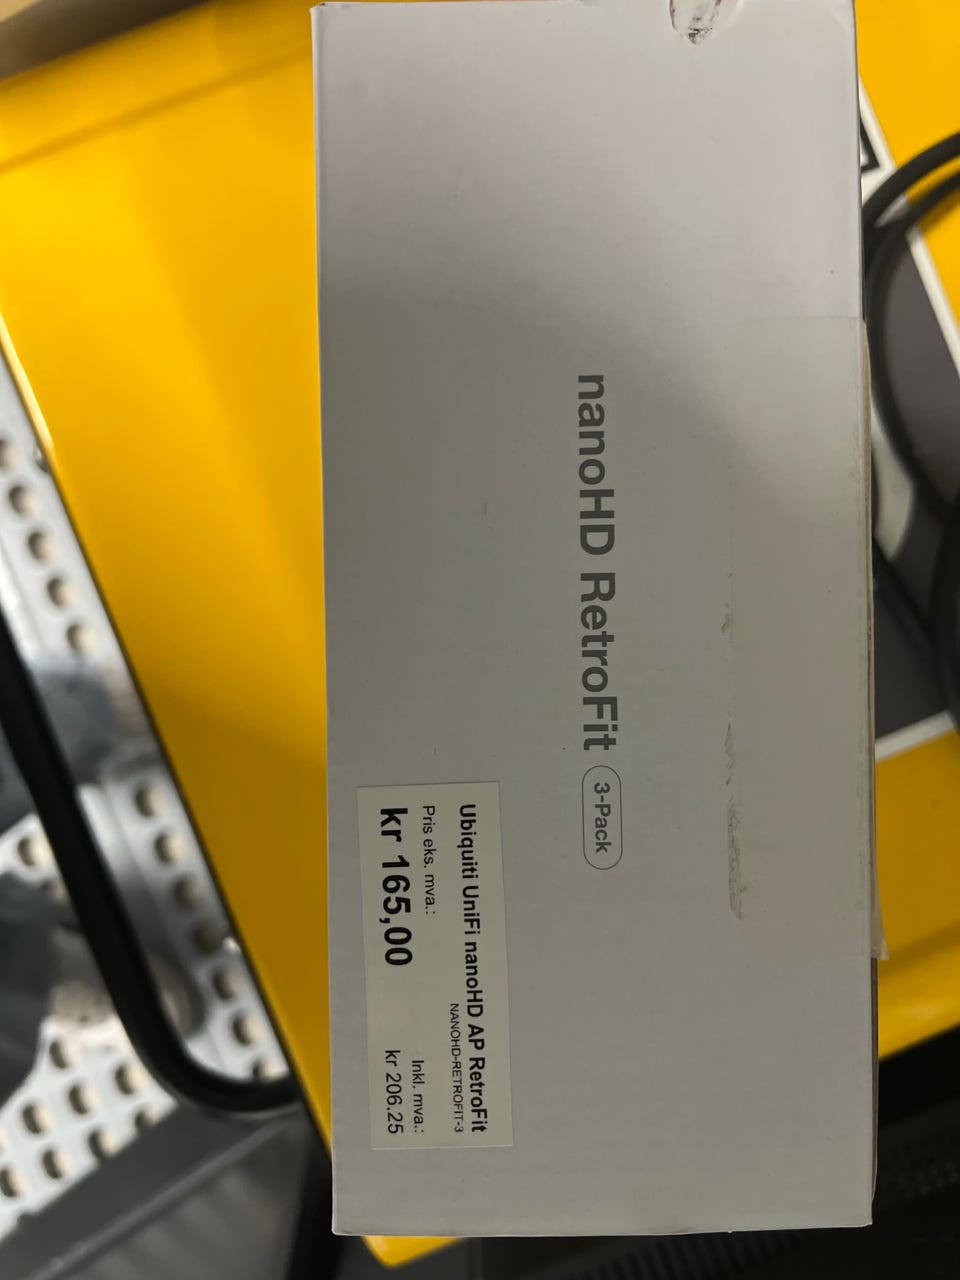 nanoHD RetroFit 3-Pack
Ubiquiti UniFi nanoHD AP RetroFit
NANOHD-RETROFIT-3
Pris eks. mva.: Inkl. mva.:
kr 165,00 kr 206.25